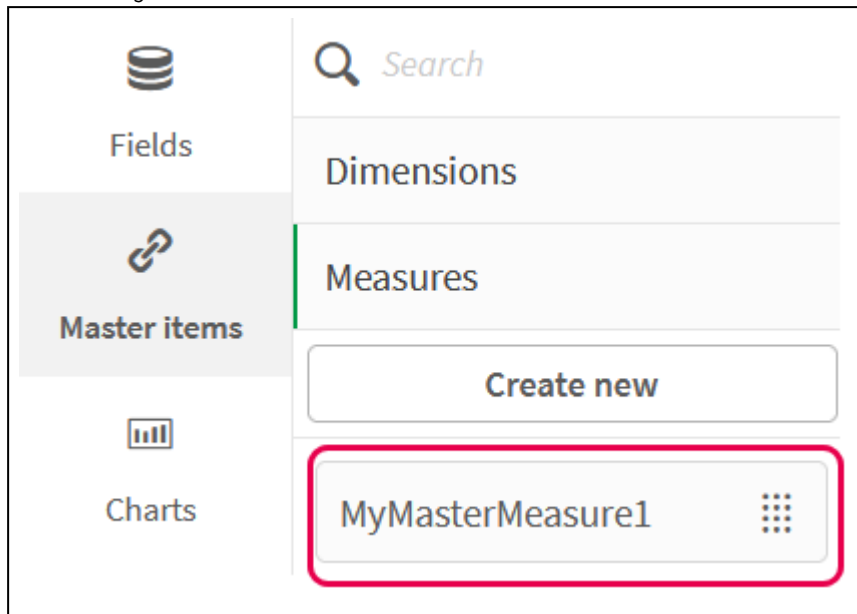 Search
Fields
Dimensions
Measures
Master items
Create new
MyMasterMeasure1
Charts